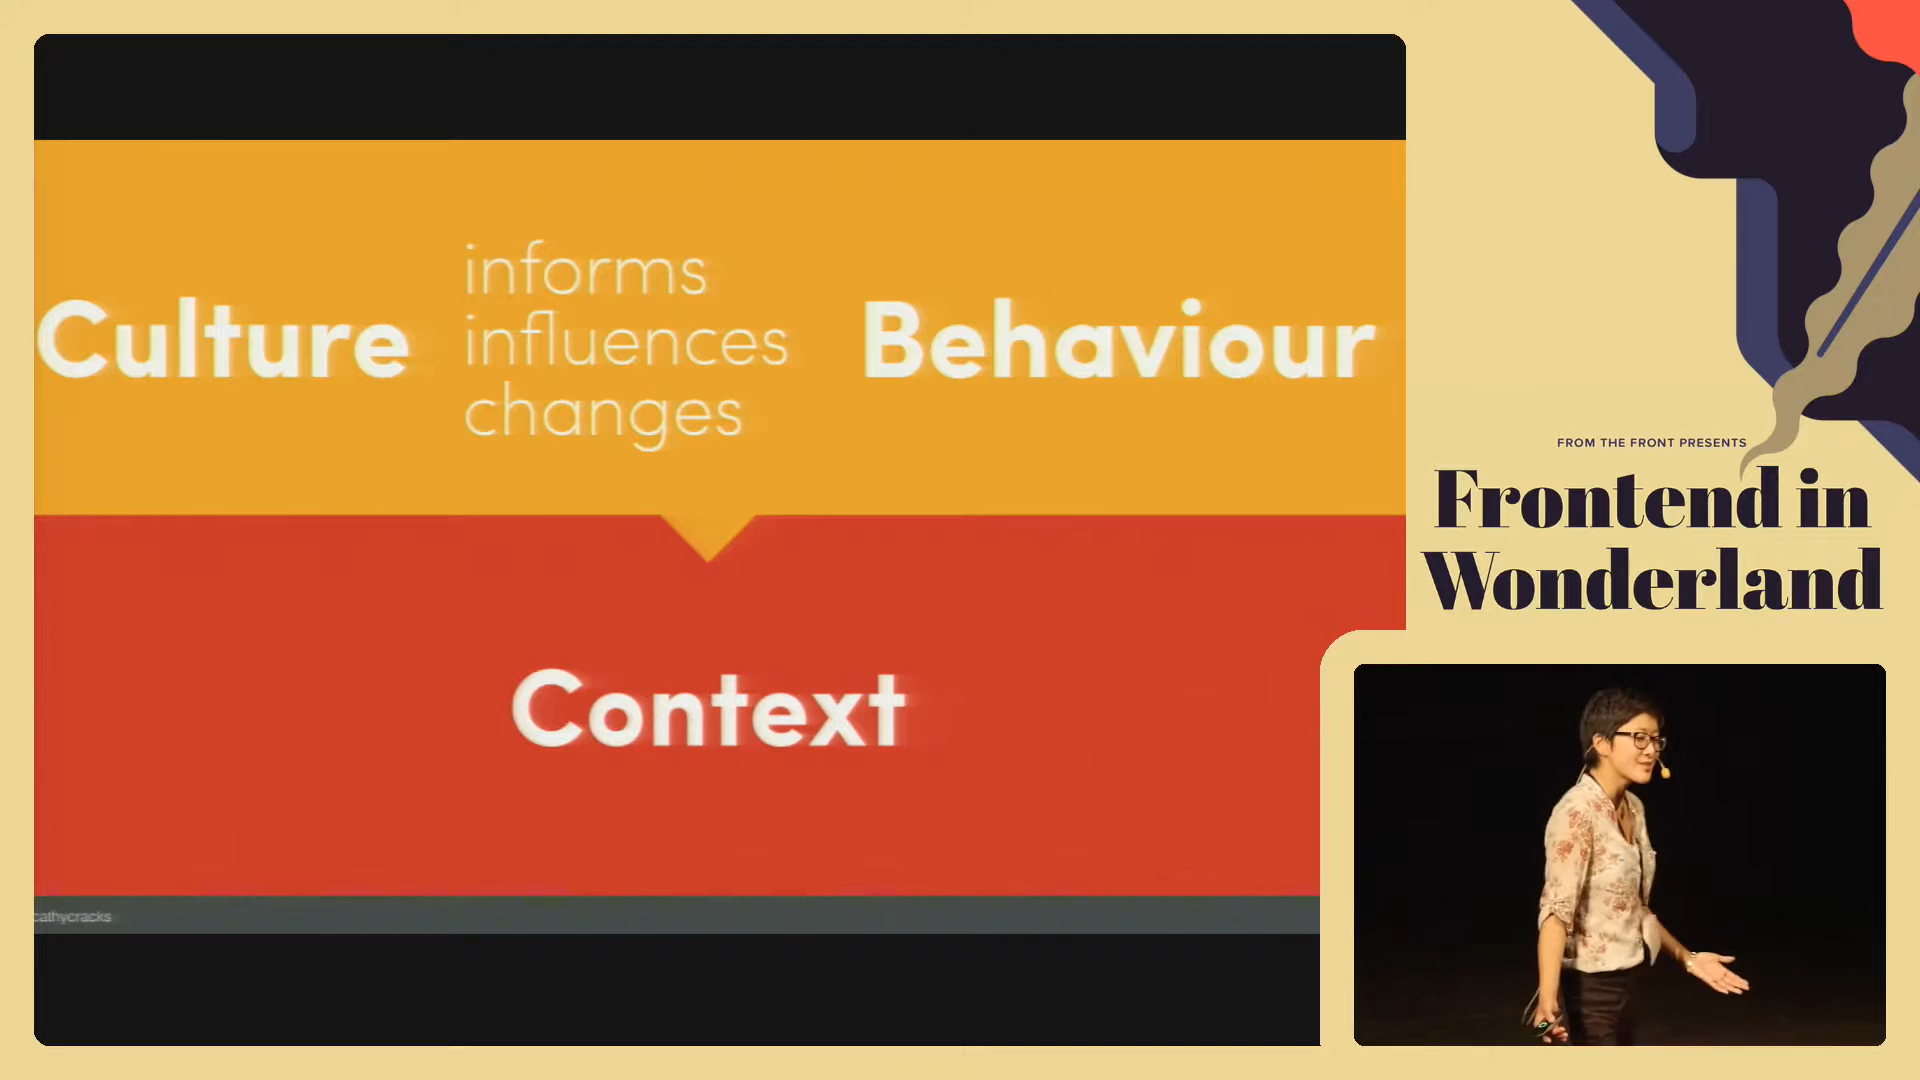 informs
Culture influences Behaviour
changes
Context
cathycracks
FROM THE FRONT PRESENTS
Frontend in
Wonderland